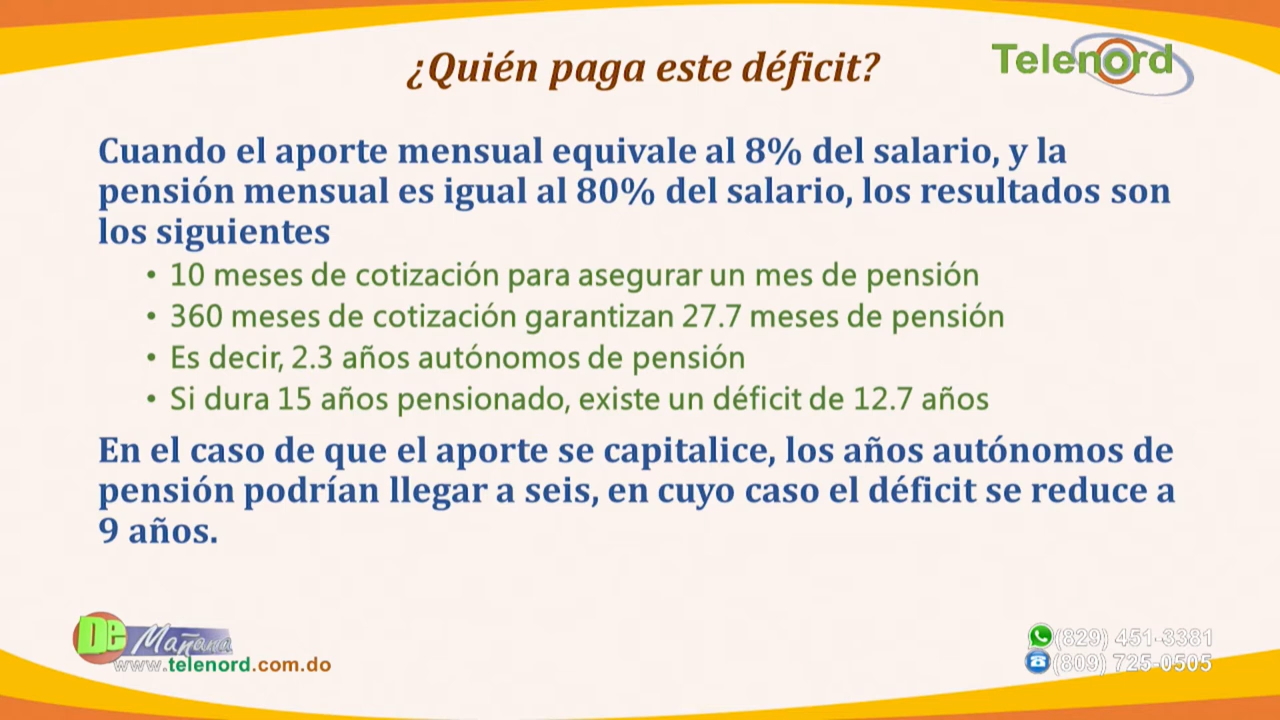 ¿Quién paga este déficit?
Telenord
Cuando el aporte mensual equivale al 8% del salario, y la
pensión mensual es igual al 80% del salario, los resultados son
los siguientes
• 10 meses de cotización para asegurar un mes de pensión
• 360 meses de cotización garantizan 27.7 meses de pensión
• Es decir, 2.3 años autónomos de pensión
• Si dura 15 años pensionado, existe un déficit de 12.7 años
En el caso de que el aporte se capitalice, los años autónomos de
pensión podrían llegar a seis, en cuyo caso el déficit se reduce a
9 años.
De Mañana
www.telenord.com.do
(829) 451-3381
(809) 725-0505